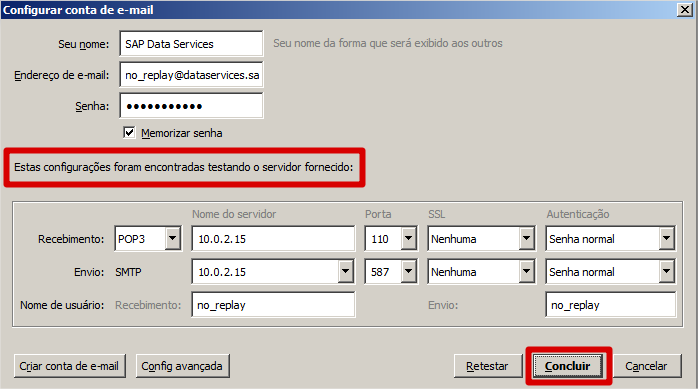 Configurar conta de e-mail
Seu nome: SAP Data Services Seu nome da forma que será exibido aos outros
Endereço de e-mail: no_replay@dataservices.sa
Senha: ●●●●●●●●●●●
Memorizar senha
Estas configurações foram encontradas testando o servidor fornecido:
Nome do servidor Porta SSL Autenticação
Recebimento: POP3 10.0.2.15 110 Nenhuma Senha normal
Envio: SMTP 10.0.2.15 587 Nenhuma Senha normal
Nome de usuário: Recebimento: no_replay Envio: no_replay
Criar conta de e-mail Config avançada Retestar Concluir Cancelar